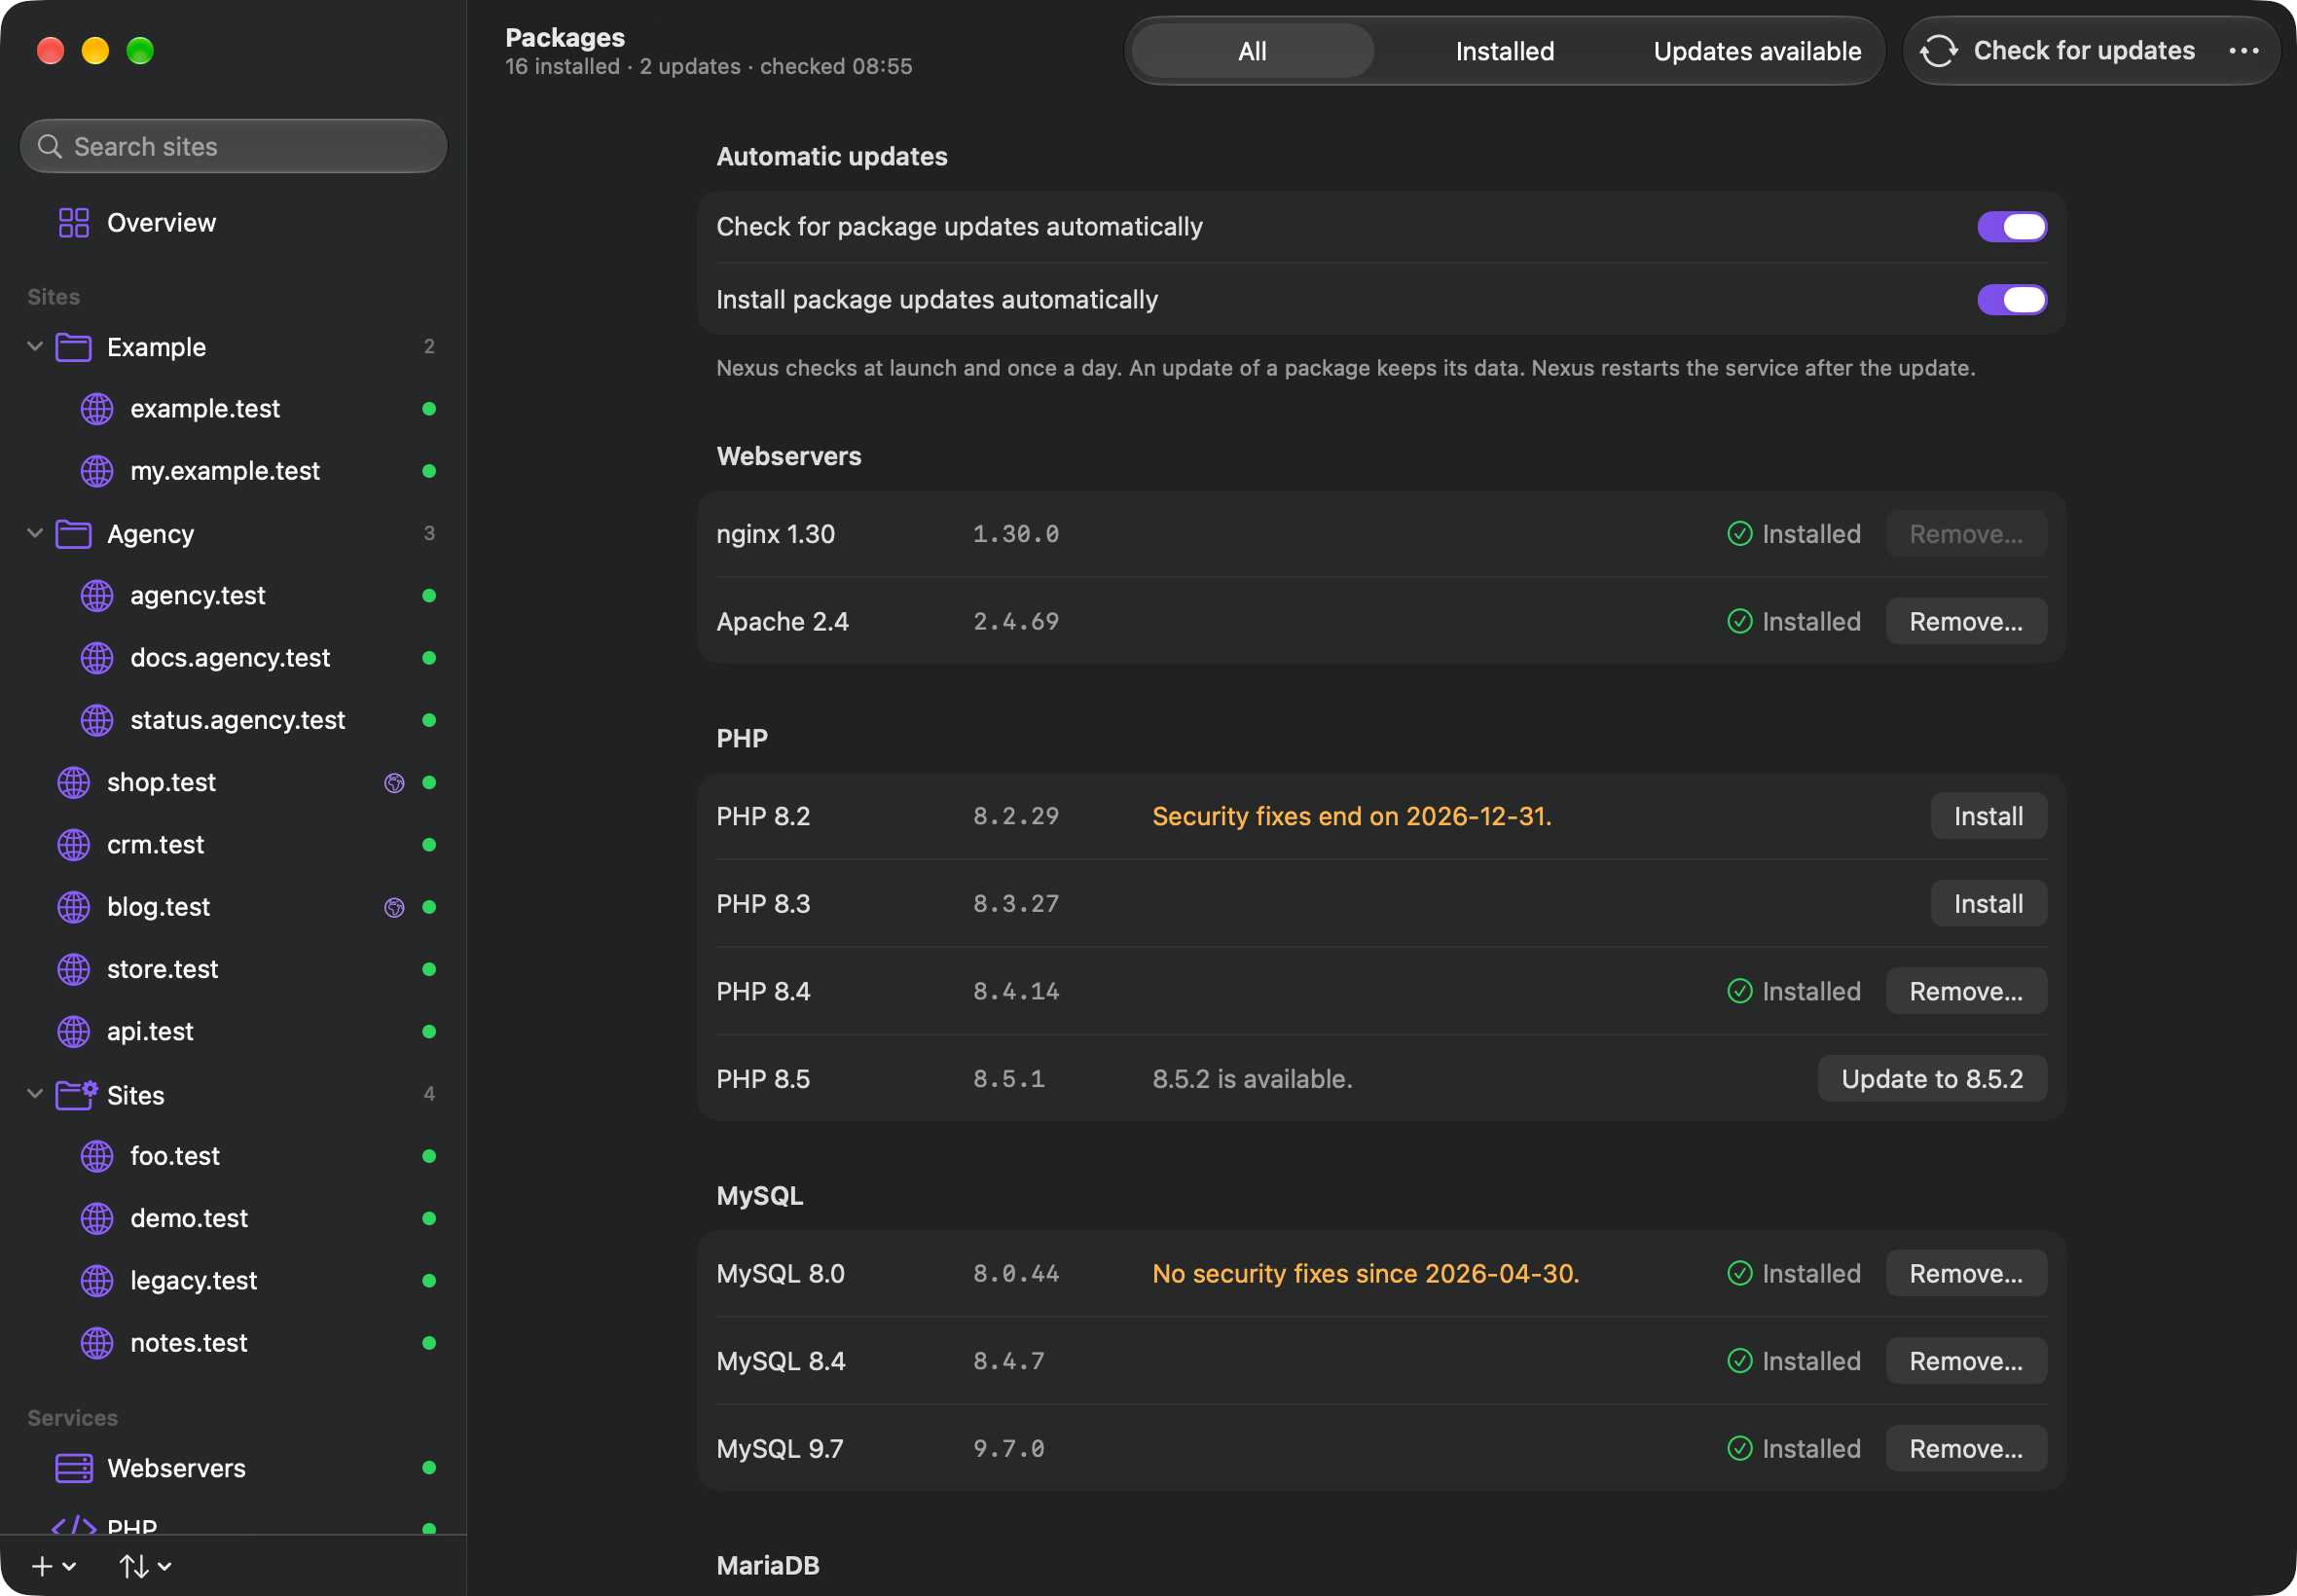 Packages
16 installed · 2 updates · checked 08:55
All
Installed
Updates available
Check for updates
Search sites
Overview
Sites
Example 2
example.test
my.example.test
Agency 3
agency.test
docs.agency.test
status.agency.test
shop.test
crm.test
blog.test
store.test
api.test
Sites 4
foo.test
demo.test
legacy.test
notes.test
Services
Webservers
PHP
Automatic updates
Check for package updates automatically
Install package updates automatically
Nexus checks at launch and once a day. An update of a package keeps its data. Nexus restarts the service after the update.
Webservers
nginx 1.30 1.30.0 Installed Remove...
Apache 2.4 2.4.69 Installed Remove...
PHP
PHP 8.2 8.2.29 Security fixes end on 2026-12-31. Install
PHP 8.3 8.3.27 Install
PHP 8.4 8.4.14 Installed Remove...
PHP 8.5 8.5.1 8.5.2 is available. Update to 8.5.2
MySQL
MySQL 8.0 8.0.44 No security fixes since 2026-04-30. Installed Remove...
MySQL 8.4 8.4.7 Installed Remove...
MySQL 9.7 9.7.0 Installed Remove...
MariaDB